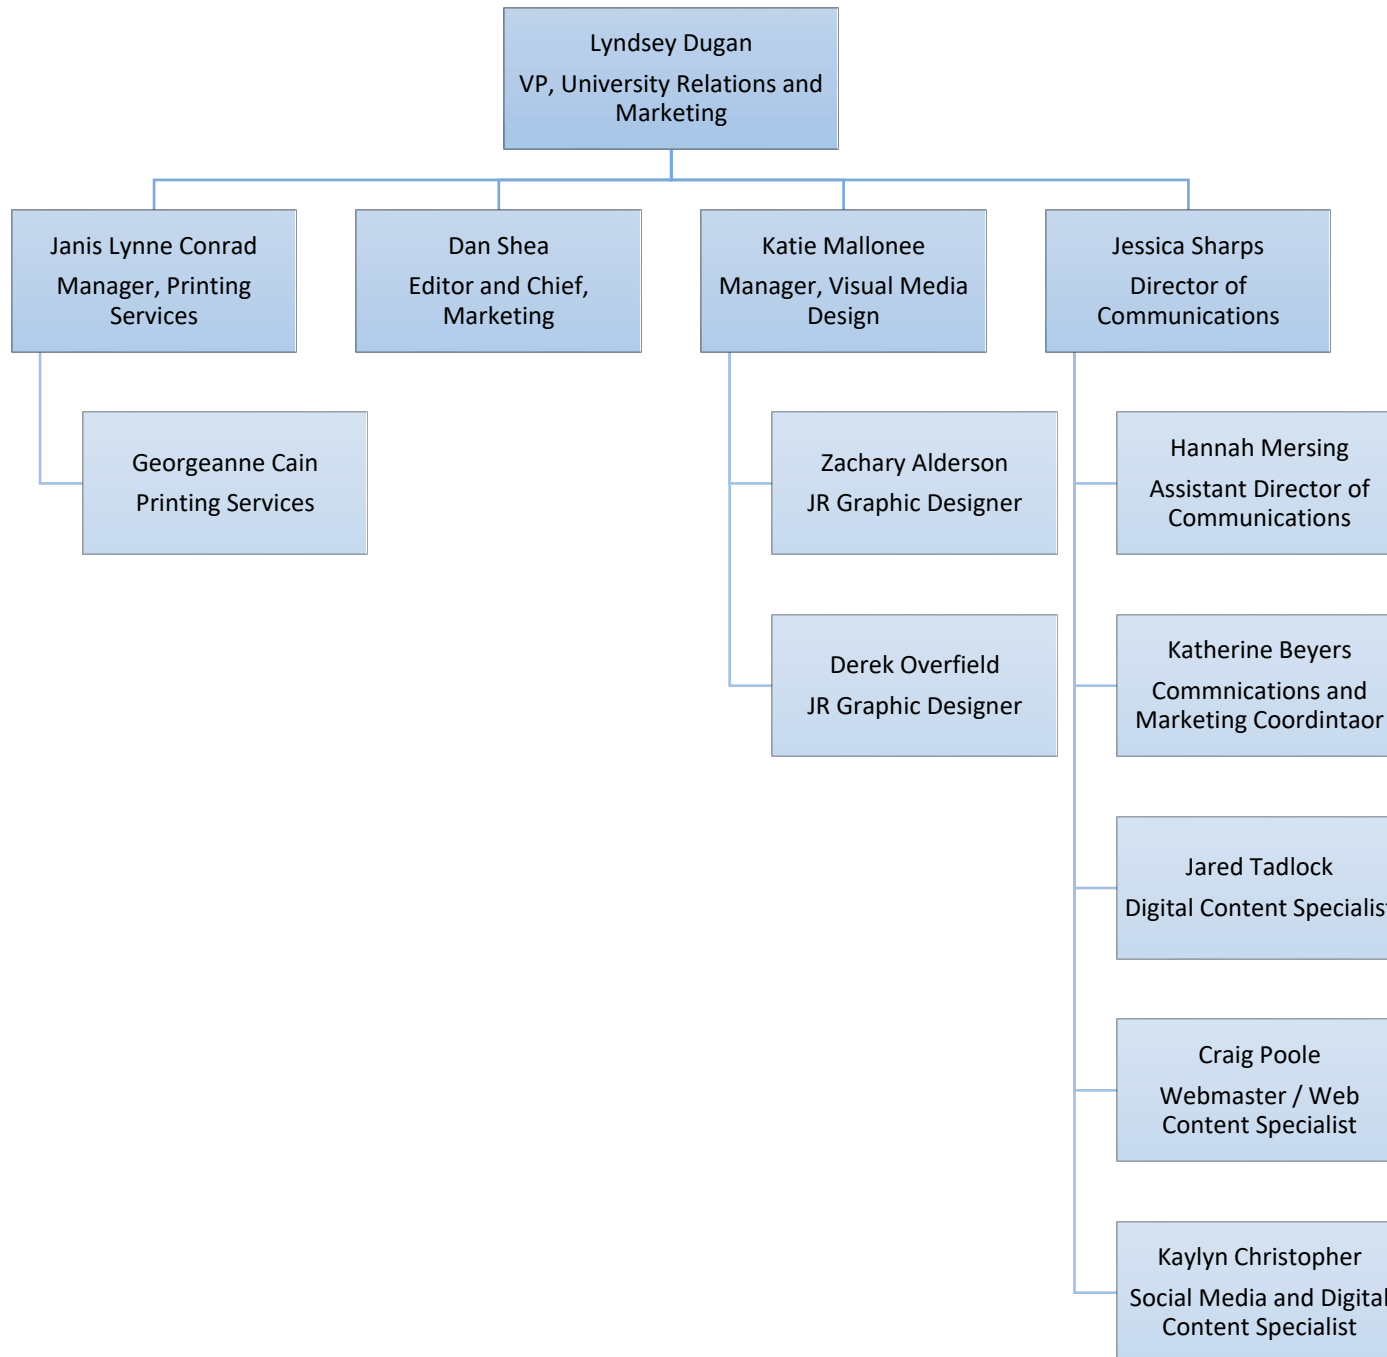 Lyndsey Dugan
VP, University Relations and
Marketing
Janis Lynne Conrad
Manager, Printing
Services
Dan Shea
Editor and Chief,
Marketing
Katie Mallonee
Manager, Visual Media
Design
Jessica Sharps
Director of
Communications
Georgeanne Cain
Printing Services
Zachary Alderson
JR Graphic Designer
Hannah Mersing
Assistant Director of
Communications
Derek Overfield
JR Graphic Designer
Katherine Beyers
Commnications and
Marketing Coordintaor
Jared Tadlock
Digital Content Specialist
Craig Poole
Webmaster / Web
Content Specialist
Kaylyn Christopher
Social Media and Digital
Content Specialist